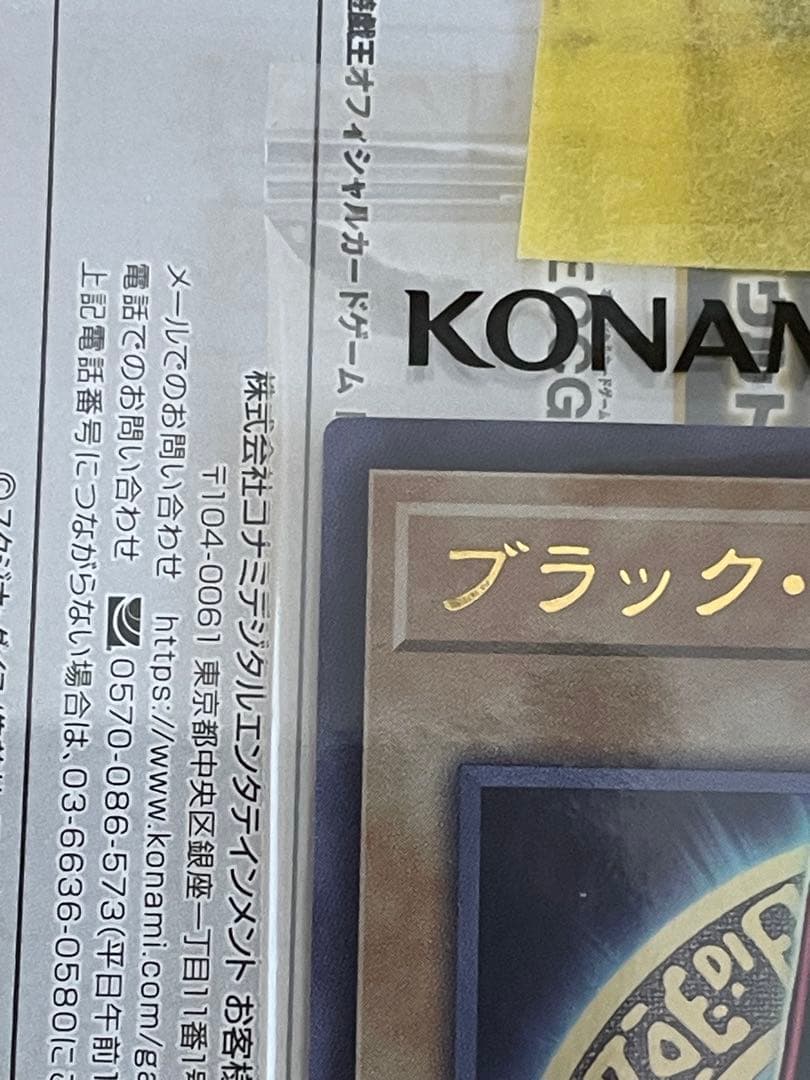 遊戯王オフィシャルカードゲーム
株式会社コナミデジタルエンタテインメント お客様
〒104-0061 東京都中央区銀座一丁目11番1号
メールでのお問い合わせ https://www.konami.com/ga
電話でのお問い合わせ 0570-086-573(平日午前1
上記電話番号につながらない場合は、03-6636-0580に
KONAM
OCG
ブラック・